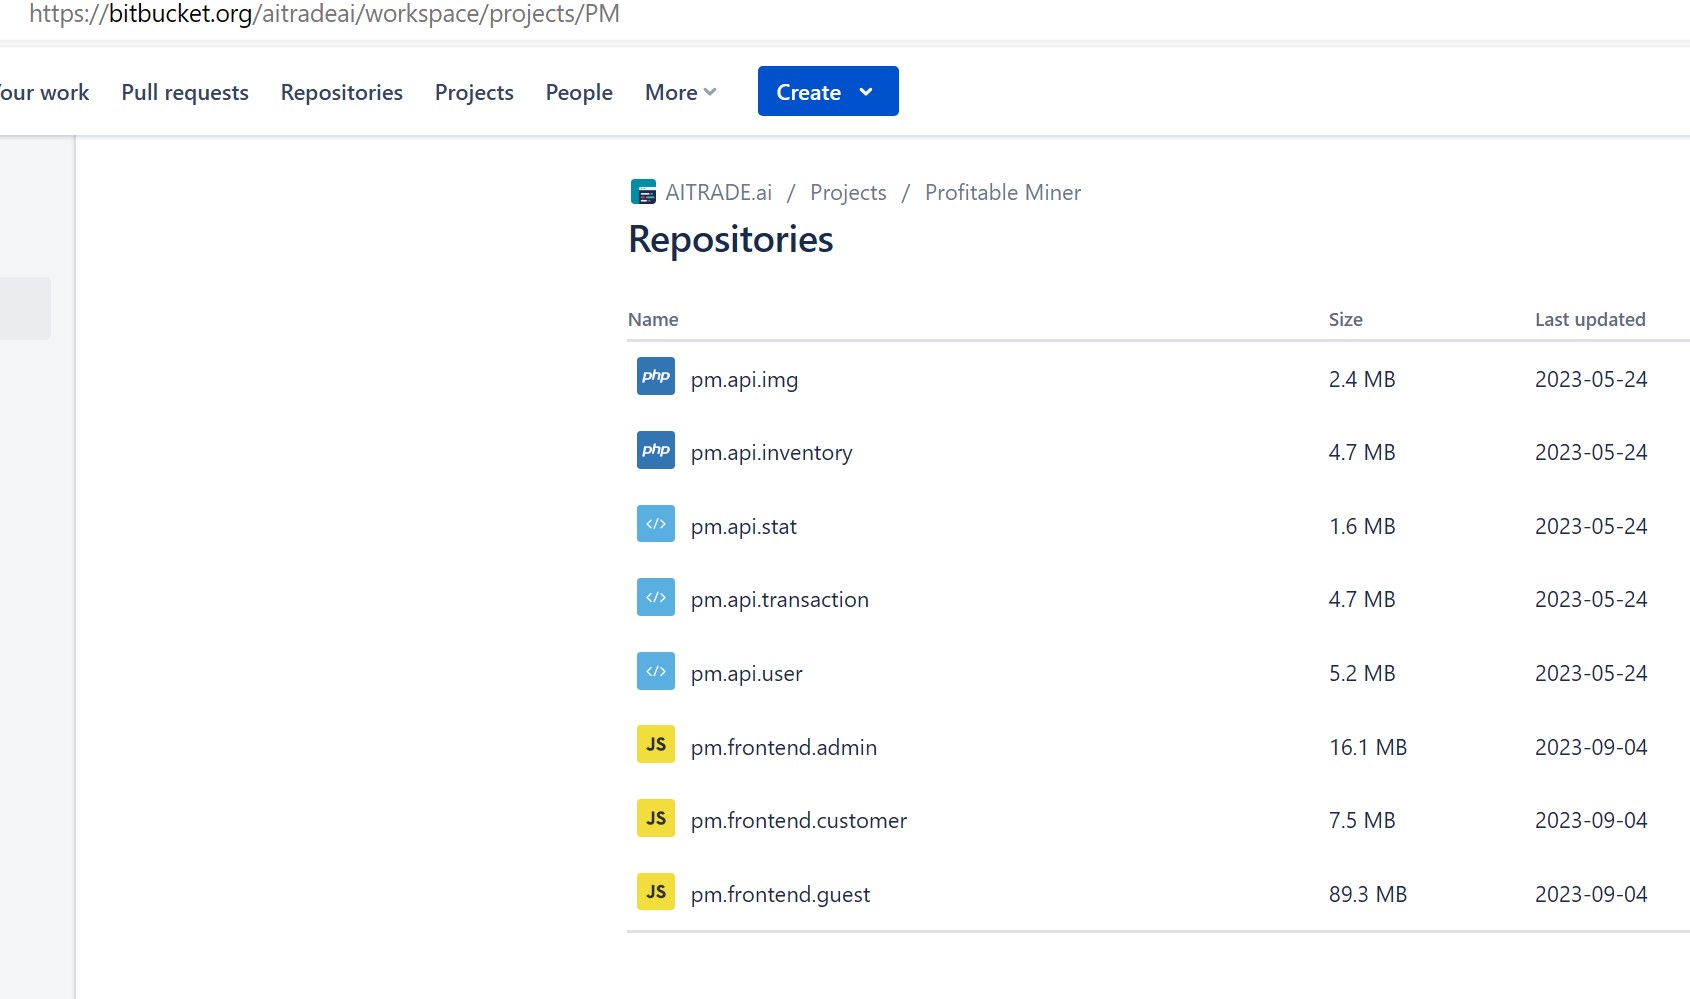 https://bitbucket.org/aitradeai/workspace/projects/PM
our work Pull requests Repositories Projects People More Create
AITRADE.ai / Projects / Profitable Miner
Repositories
Name Size Last updated
php pm.api.img 2.4 MB 2023-05-24
php pm.api.inventory 4.7 MB 2023-05-24
</> pm.api.stat 1.6 MB 2023-05-24
</> pm.api.transaction 4.7 MB 2023-05-24
</> pm.api.user 5.2 MB 2023-05-24
JS pm.frontend.admin 16.1 MB 2023-09-04
JS pm.frontend.customer 7.5 MB 2023-09-04
JS pm.frontend.guest 89.3 MB 2023-09-04